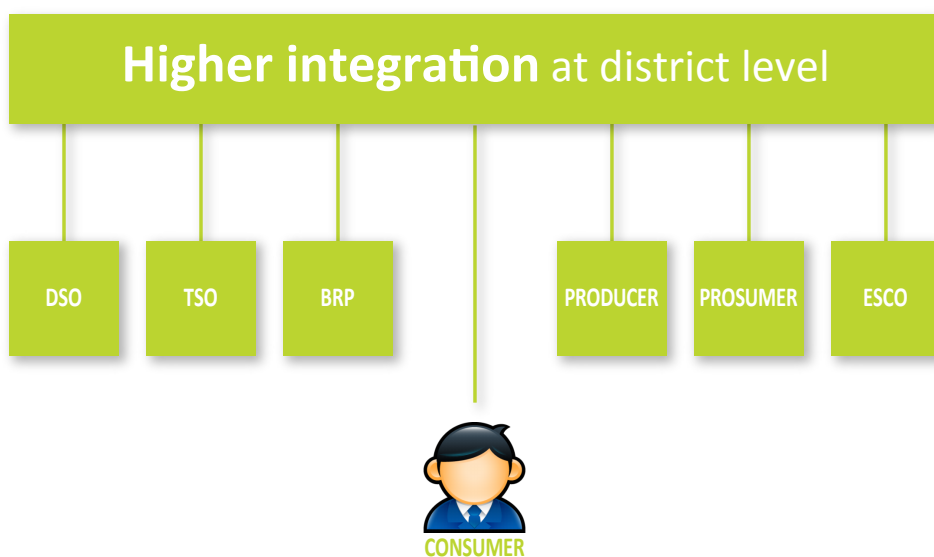 Higher integration at district level
DSO
TSO
BRP
PRODUCER
PROSUMER
ESCO
CONSUMER